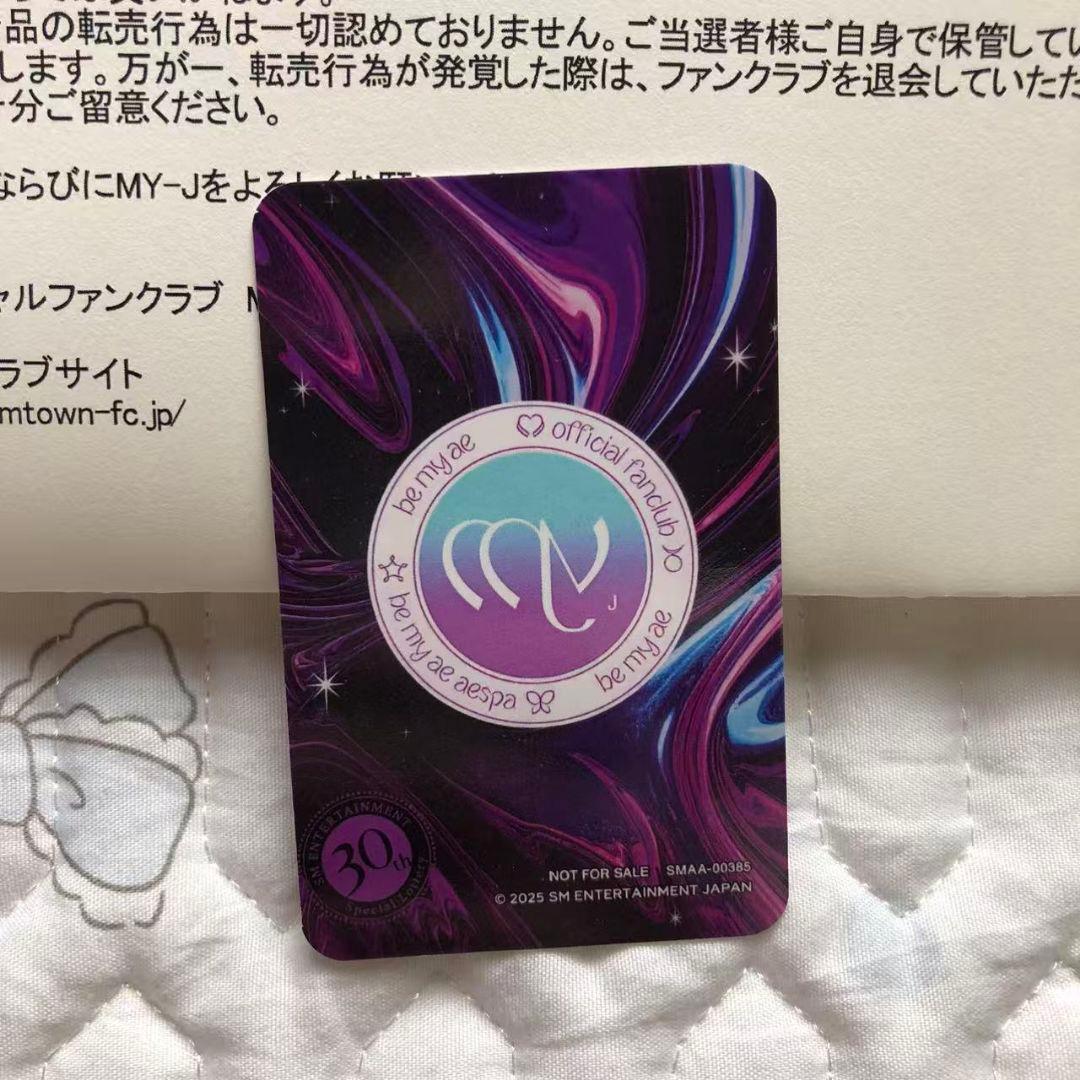 品の転売行為は一切認めておりません。ご当選者様ご自身で保管してい
します。万が一、転売行為が発覚した際は、ファンクラブを退会していただ
十分ご留意ください。
ならびにMY-Jをよろしくお願い
ャルファンクラブ M
ラブサイト
mtown-fc.jp/
official fanclub
be my ae
be my ae aespa
be my ae
my
J
SM ENTERTAINMENT
30th
Special Lottery
NOT FOR SALE SMAA-00385
© 2025 SM ENTERTAINMENT JAPAN